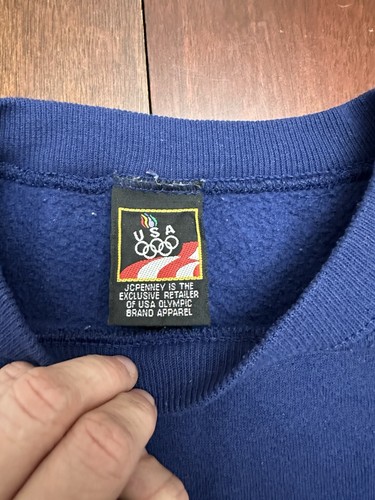 USA
JCPENNEY IS THE
EXCLUSIVE RETAILER
OF USA OLYMPIC
BRAND APPAREL